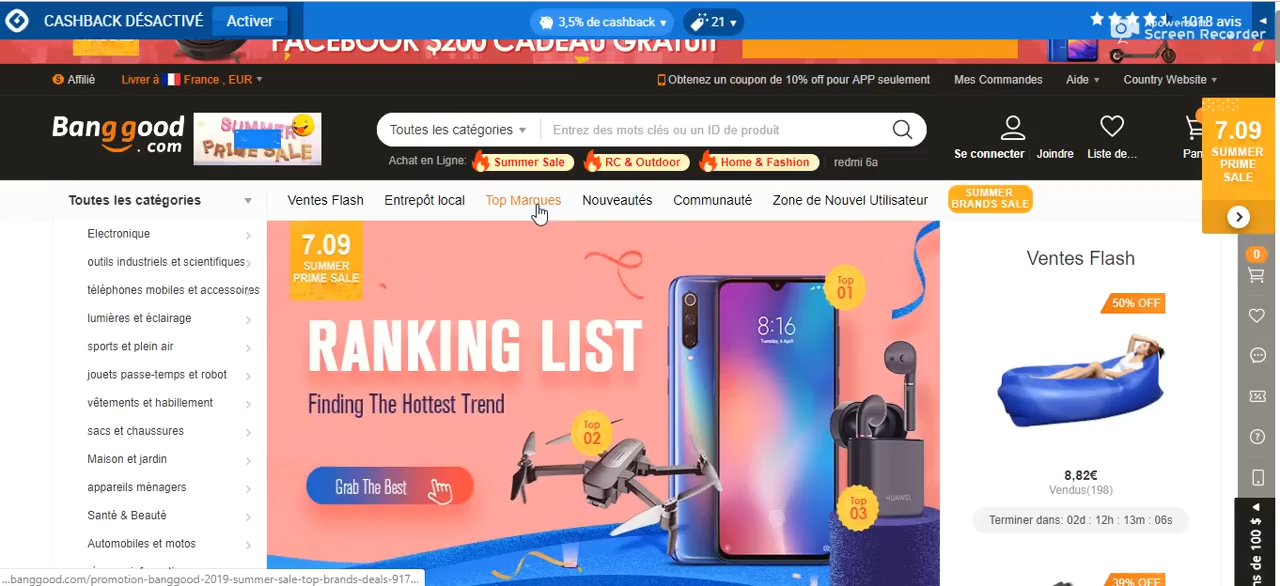 CASHBACK DÉSACTIVÉ Activer 3,5% de cashback 21 1018 avis
Apowersoft
Screen Recorder
FACEBOOK $200 CADEAU GRATUIT
Affilié Livrer à France , EUR Obtenez un coupon de 10% off pour APP seulement Mes Commandes Aide Country Website
Banggood
.com
SUMMER
PRIME SALE
Toutes les catégories Entrez des mots clés ou un ID de produit
Se connecter Joindre Liste de... Pan
Achat en Ligne: Summer Sale RC & Outdoor Home & Fashion redmi 6a
7.09
SUMMER
PRIME
SALE
Toutes les catégories Ventes Flash Entrepôt local Top Marques Nouveautés Communauté Zone de Nouvel Utilisateur
SUMMER
BRANDS SALE
Electronique
outils industriels et scientifiques
téléphones mobiles et accessoires
lumières et éclairage
sports et plein air
jouets passe-temps et robot
vêtements et habillement
sacs et chaussures
Maison et jardin
appareils ménagers
Santé & Beauté
Automobiles et motos
7.09
SUMMER
PRIME SALE
RANKING LIST
Finding The Hottest Trend
Grab The Best
Top
01
8:16
Top
02
Top
03
HUAWEI
Ventes Flash
50% OFF
8,82€
Vendus(198)
Terminer dans: 02d : 12h : 13m : 06s
39% OFF
0
ns de 100 $
...banggood.com/promotion-banggood-2019-summer-sale-top-brands-deals-917...